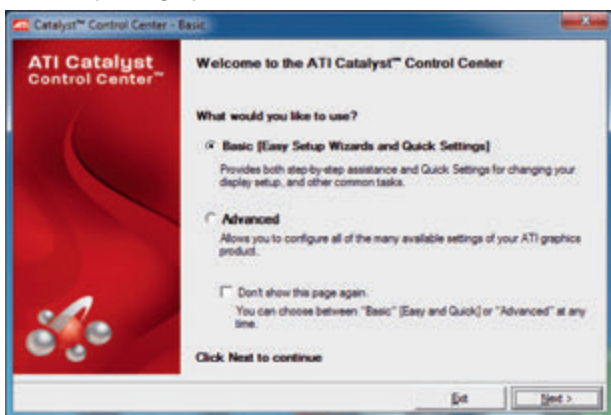 Catalyst™ Control Center - Basic
ATI Catalyst
Control Center™
Welcome to the ATI Catalyst™ Control Center
What would you like to use?
Basic [Easy Setup Wizards and Quick Settings]
Provides both step-by-step assistance and Quick Settings for changing your
display setup, and other common tasks.
Advanced
Allows you to configure all of the many available settings of your ATI graphics
product.
Don't show this page again.
You can choose between "Basic" [Easy and Quick] or "Advanced" at any
time.
Click Next to continue
Exit
Next >